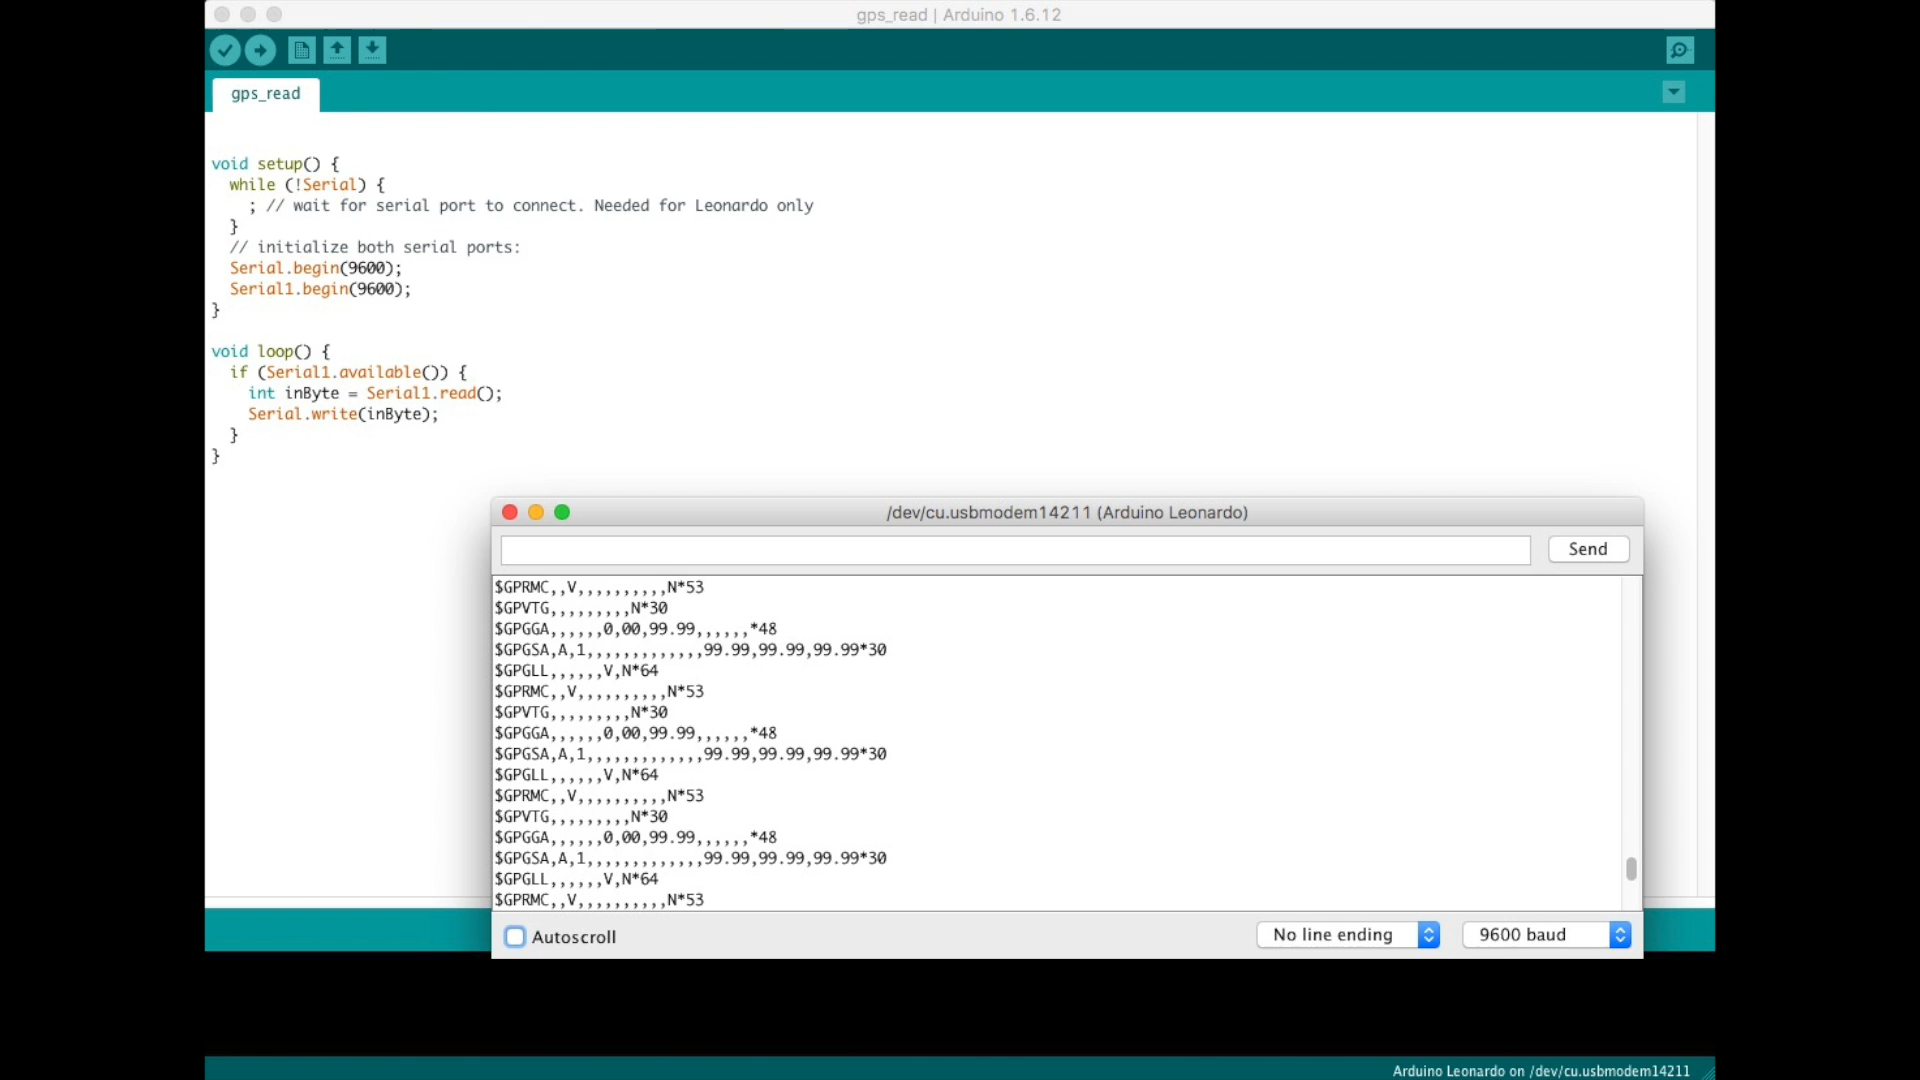 gps_read | Arduino 1.6.12
gps_read
void setup() {
  while (!Serial) {
    ; // wait for serial port to connect. Needed for Leonardo only
  }
  // initialize both serial ports:
  Serial.begin(9600);
  Serial1.begin(9600);
}
void loop() {
  if (Serial1.available()) {
    int inByte = Serial1.read();
    Serial.write(inByte);
  }
}
/dev/cu.usbmodem14211 (Arduino Leonardo)
Send
$GPRMC,,V,,,,,,,,,,N*53
$GPVTG,,,,,,,,,N*30
$GPGGA,,,,,,0,00,99.99,,,,,,*48
$GPGSA,A,1,,,,,,,,,,,,,99.99,99.99,99.99*30
$GPGLL,,,,,,V,N*64
$GPRMC,,V,,,,,,,,,,N*53
$GPVTG,,,,,,,,,N*30
$GPGGA,,,,,,0,00,99.99,,,,,,*48
$GPGSA,A,1,,,,,,,,,,,,,99.99,99.99,99.99*30
$GPGLL,,,,,,V,N*64
$GPRMC,,V,,,,,,,,,,N*53
$GPVTG,,,,,,,,,N*30
$GPGGA,,,,,,0,00,99.99,,,,,,*48
$GPGSA,A,1,,,,,,,,,,,,,99.99,99.99,99.99*30
$GPGLL,,,,,,V,N*64
$GPRMC,,V,,,,,,,,,,N*53
Autoscroll
No line ending
9600 baud
Arduino Leonardo on /dev/cu.usbmodem14211